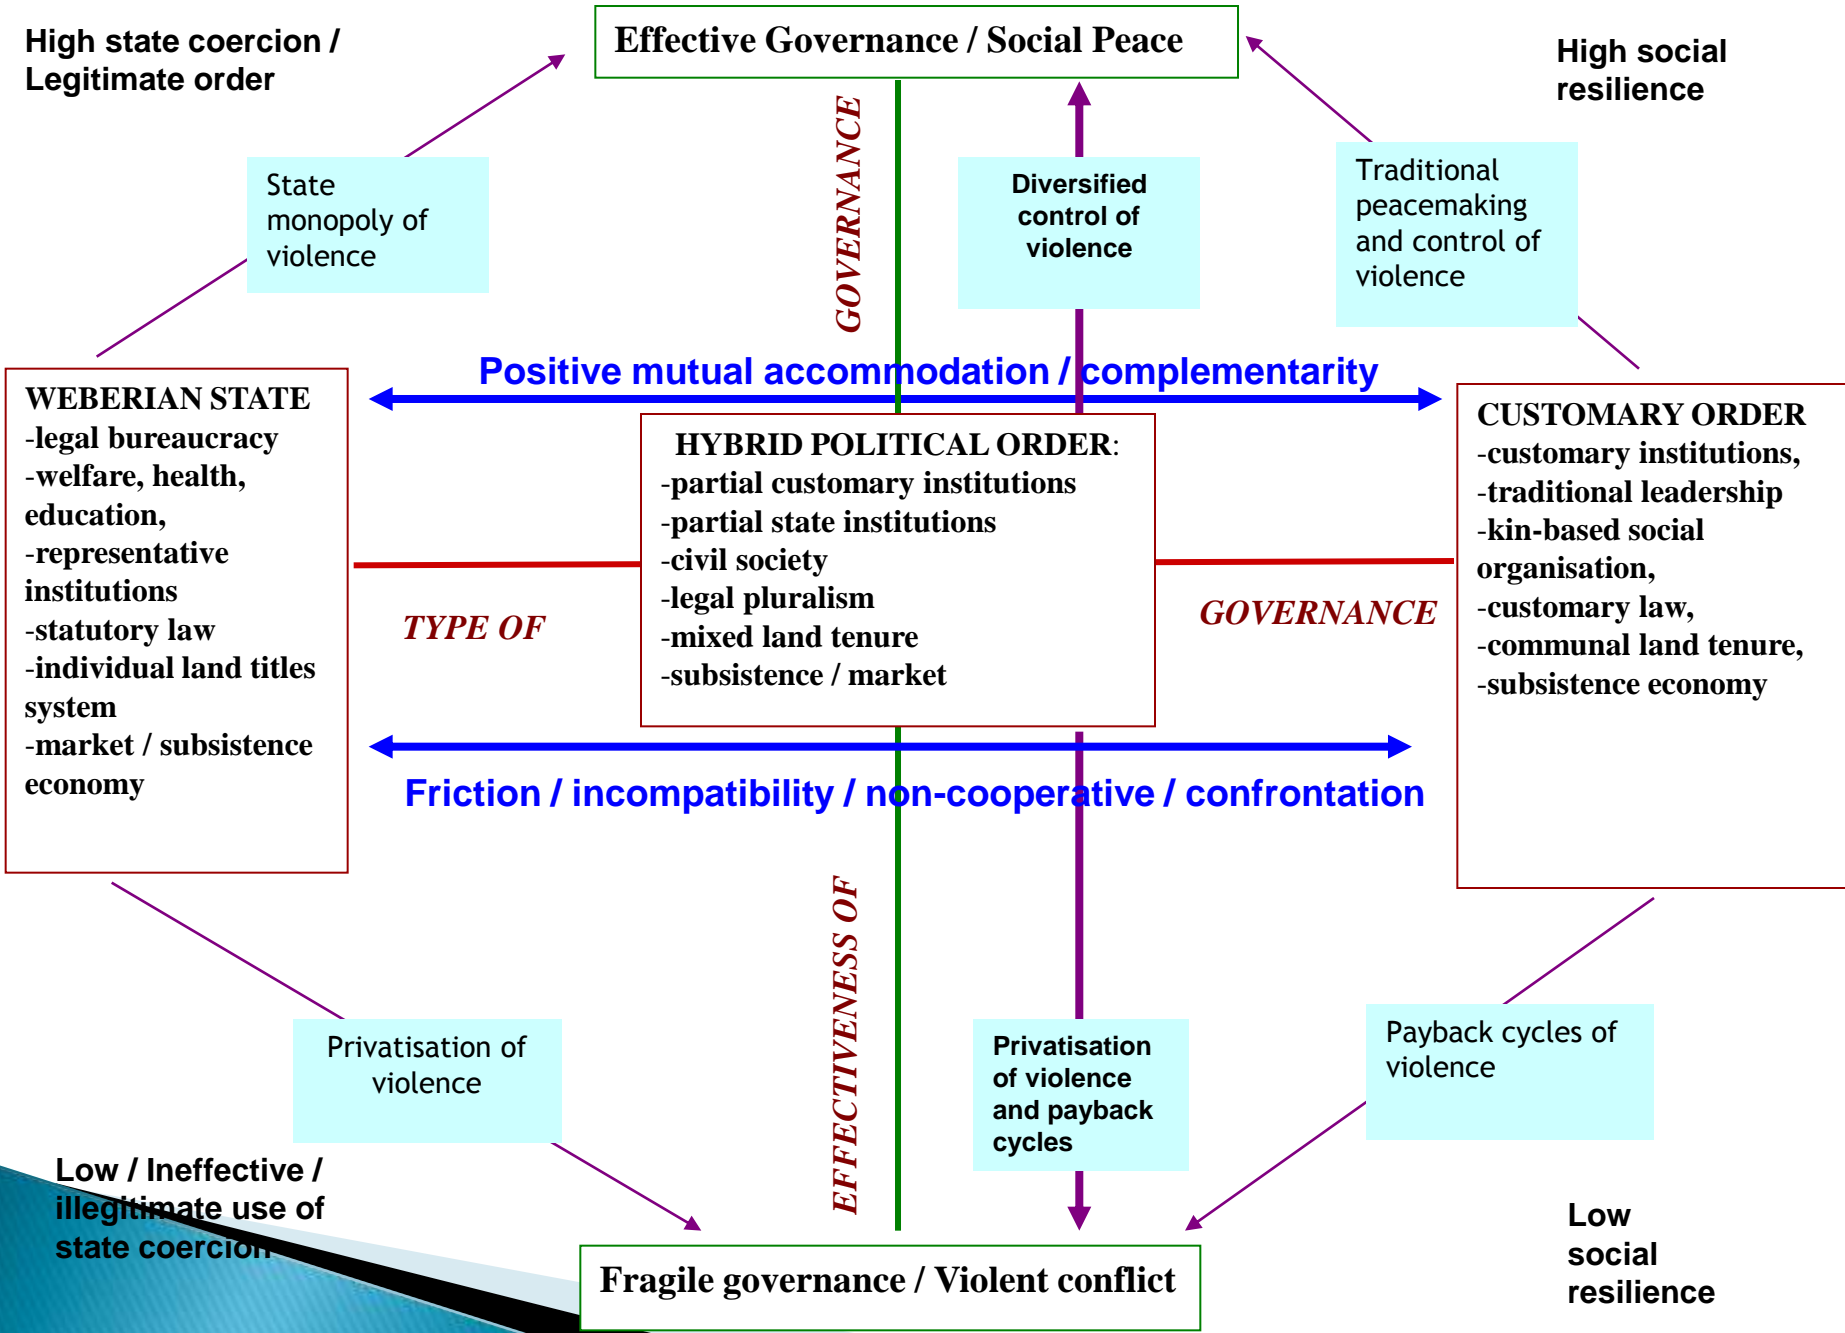 High state coercion /
Legitimate order
Effective Governance / Social Peace
High social
resilience
GOVERNANCE
State
monopoly of
violence
Diversified
control of
violence
Traditional
peacemaking
and control of
violence
Positive mutual accommodation / complementarity
WEBERIAN STATE
-legal bureaucracy
-welfare, health,
education,
-representative
institutions
-statutory law
-individual land titles
system
-market / subsistence
economy
TYPE OF
HYBRID POLITICAL ORDER:
-partial customary institutions
-partial state institutions
-civil society
-legal pluralism
-mixed land tenure
-subsistence / market
GOVERNANCE
CUSTOMARY ORDER
-customary institutions,
-traditional leadership
-kin-based social
organisation,
-customary law,
-communal land tenure,
-subsistence economy
Friction / incompatibility / non-cooperative / confrontation
EFFECTIVENESS OF
Privatisation of
violence
Privatisation
of violence
and payback
cycles
Payback cycles of
violence
Low / Ineffective /
illegitimate use of
state coercion
Fragile governance / Violent conflict
Low
social
resilience